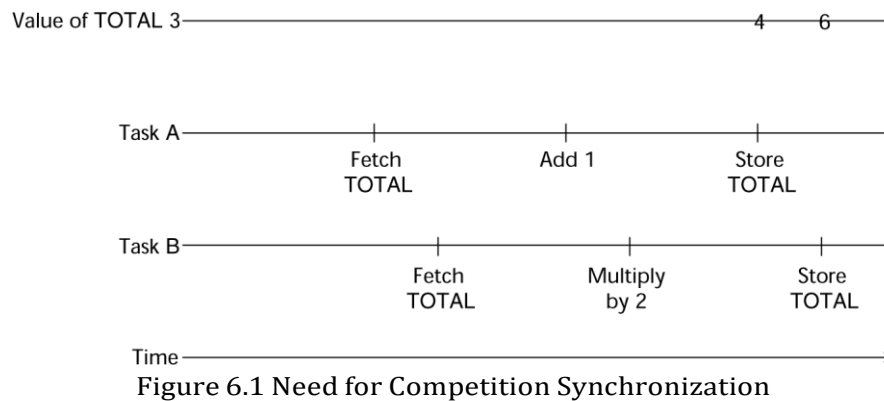 Value of TOTAL 3
4 6
Task A
Fetch Add 1 Store
TOTAL TOTAL
Task B
Fetch Multiply Store
TOTAL by 2 TOTAL
Time
Figure 6.1 Need for Competition Synchronization